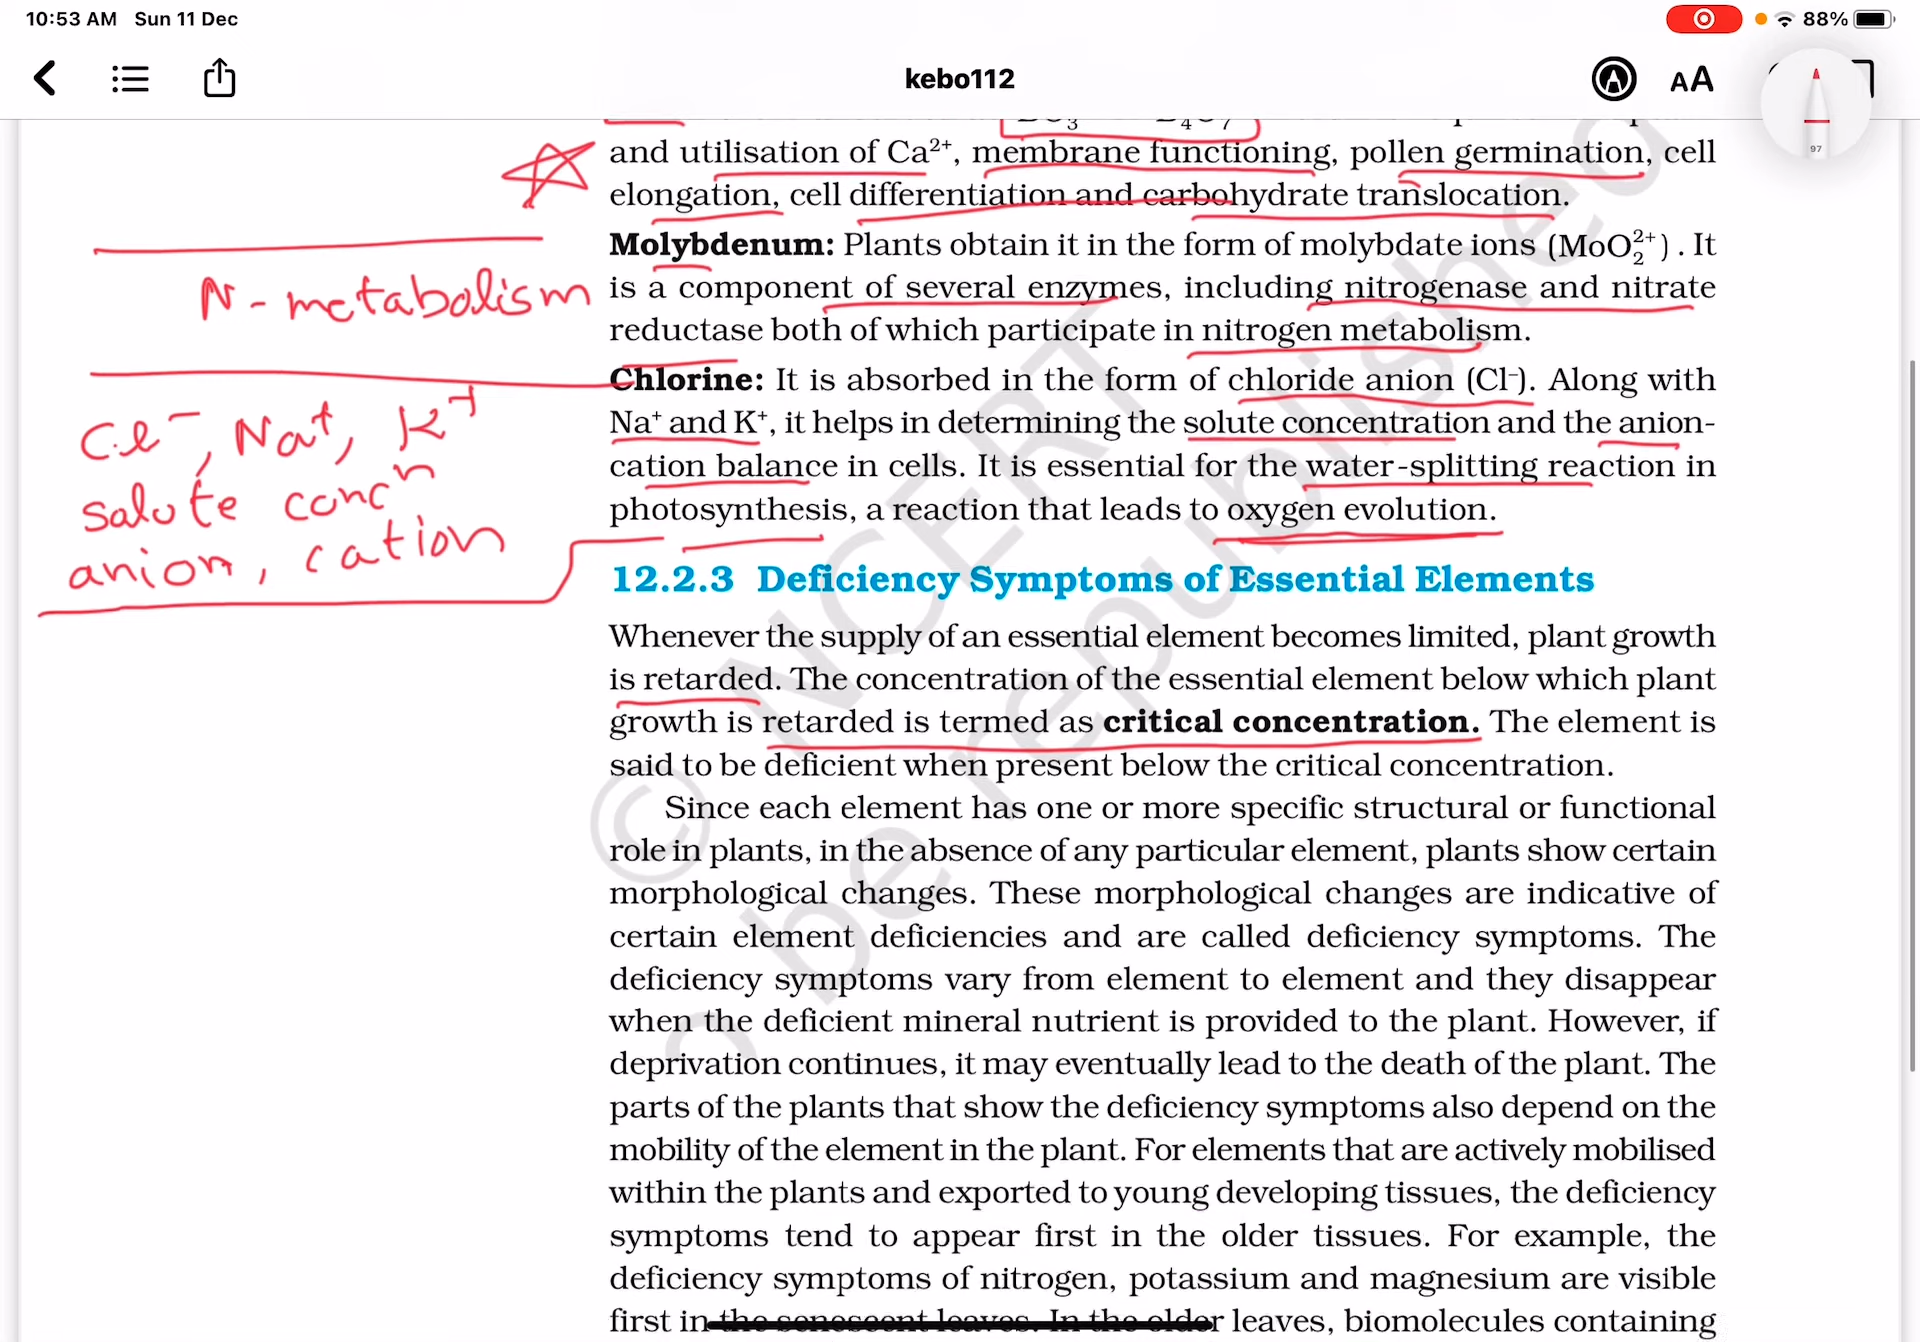 10:53 AM Sun 11 Dec
88%
kebo112
AA
97
and utilisation of Ca²⁺, membrane functioning, pollen germination, cell
elongation, cell differentiation and carbohydrate translocation.
Molybdenum: Plants obtain it in the form of molybdate ions (MoO₂²⁺). It
N-metabolism
is a component of several enzymes, including nitrogenase and nitrate
reductase both of which participate in nitrogen metabolism.
Chlorine: It is absorbed in the form of chloride anion (Cl⁻). Along with
Na⁺ and K⁺, it helps in determining the solute concentration and the anion-
cation balance in cells. It is essential for the water-splitting reaction in
photosynthesis, a reaction that leads to oxygen evolution.
Cl⁻, Na⁺, K⁺
salute concⁿ
anion, cation
12.2.3 Deficiency Symptoms of Essential Elements
Whenever the supply of an essential element becomes limited, plant growth
is retarded. The concentration of the essential element below which plant
growth is retarded is termed as critical concentration. The element is
said to be deficient when present below the critical concentration.
Since each element has one or more specific structural or functional
role in plants, in the absence of any particular element, plants show certain
morphological changes. These morphological changes are indicative of
certain element deficiencies and are called deficiency symptoms. The
deficiency symptoms vary from element to element and they disappear
when the deficient mineral nutrient is provided to the plant. However, if
deprivation continues, it may eventually lead to the death of the plant. The
parts of the plants that show the deficiency symptoms also depend on the
mobility of the element in the plant. For elements that are actively mobilised
within the plants and exported to young developing tissues, the deficiency
symptoms tend to appear first in the older tissues. For example, the
deficiency symptoms of nitrogen, potassium and magnesium are visible
first in the senescent leaves. In the older leaves, biomolecules containing
© NCERT
be republished